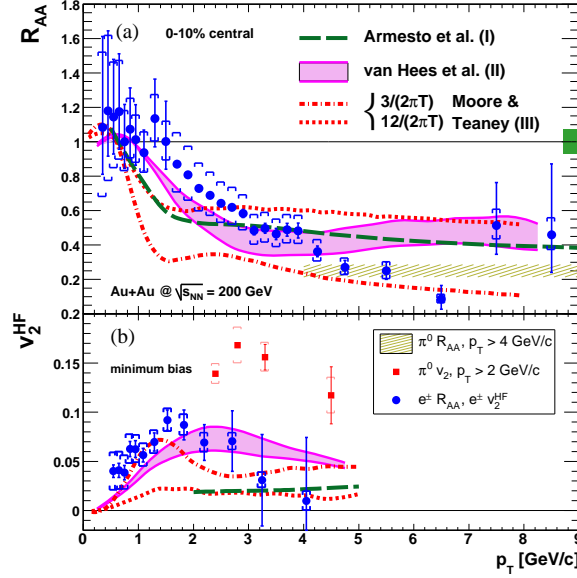 R_AA
1.8
1.6
1.4
1.2
1
0.8
0.6
0.4
0.2
(a)
0-10% central
Armesto et al. (I)
van Hees et al. (II)
3/(2πT) Moore &
12/(2πT) Teaney (III)
Au+Au @ √s_NN = 200 GeV
v_2^HF
0.15
0.1
0.05
0
(b)
minimum bias
π⁰ R_AA, p_T > 4 GeV/c
π⁰ v_2, p_T > 2 GeV/c
e± R_AA, e± v_2^HF
0 1 2 3 4 5 6 7 8 9
p_T [GeV/c]